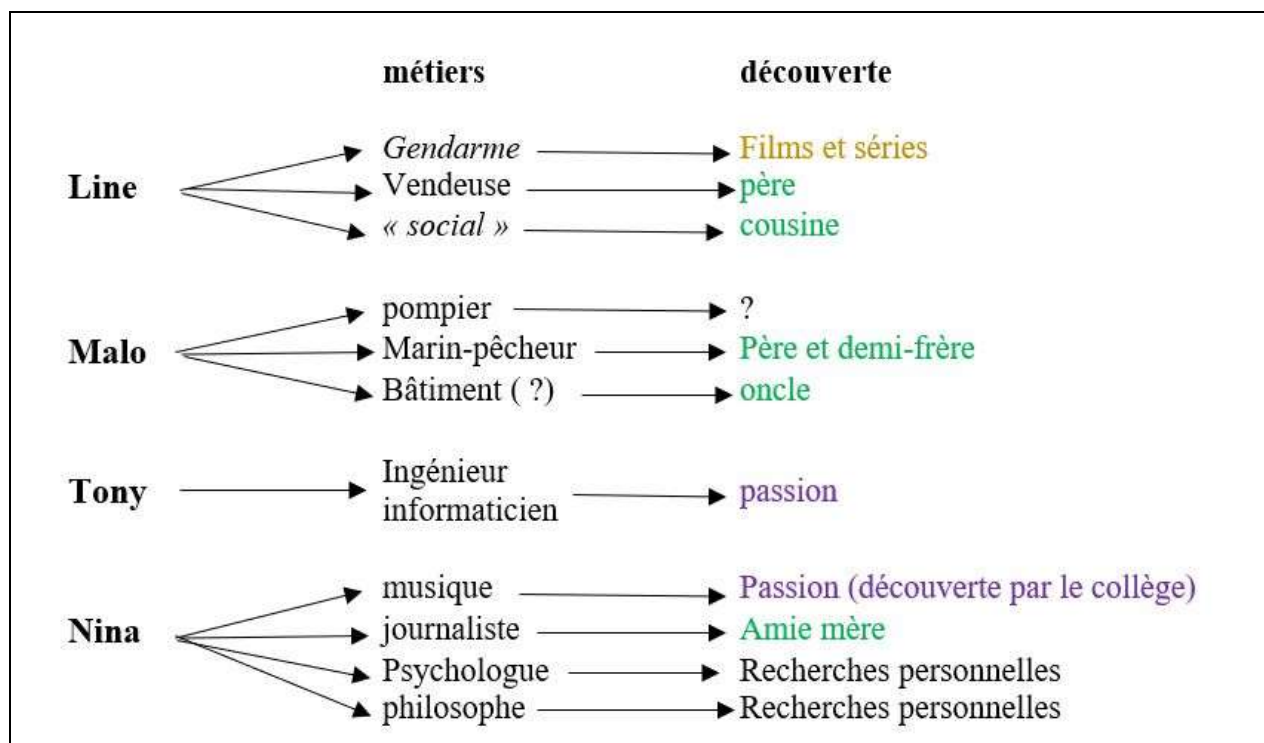 métiers découverte
Line
Gendarme Films et séries
Vendeuse père
« social » cousine
Malo
pompier ?
Marin-pêcheur Père et demi-frère
Bâtiment ( ?) oncle
Tony
Ingénieur
informaticien
passion
Nina
musique Passion (découverte par le collège)
journaliste Amie mère
Psychologue Recherches personnelles
philosophe Recherches personnelles